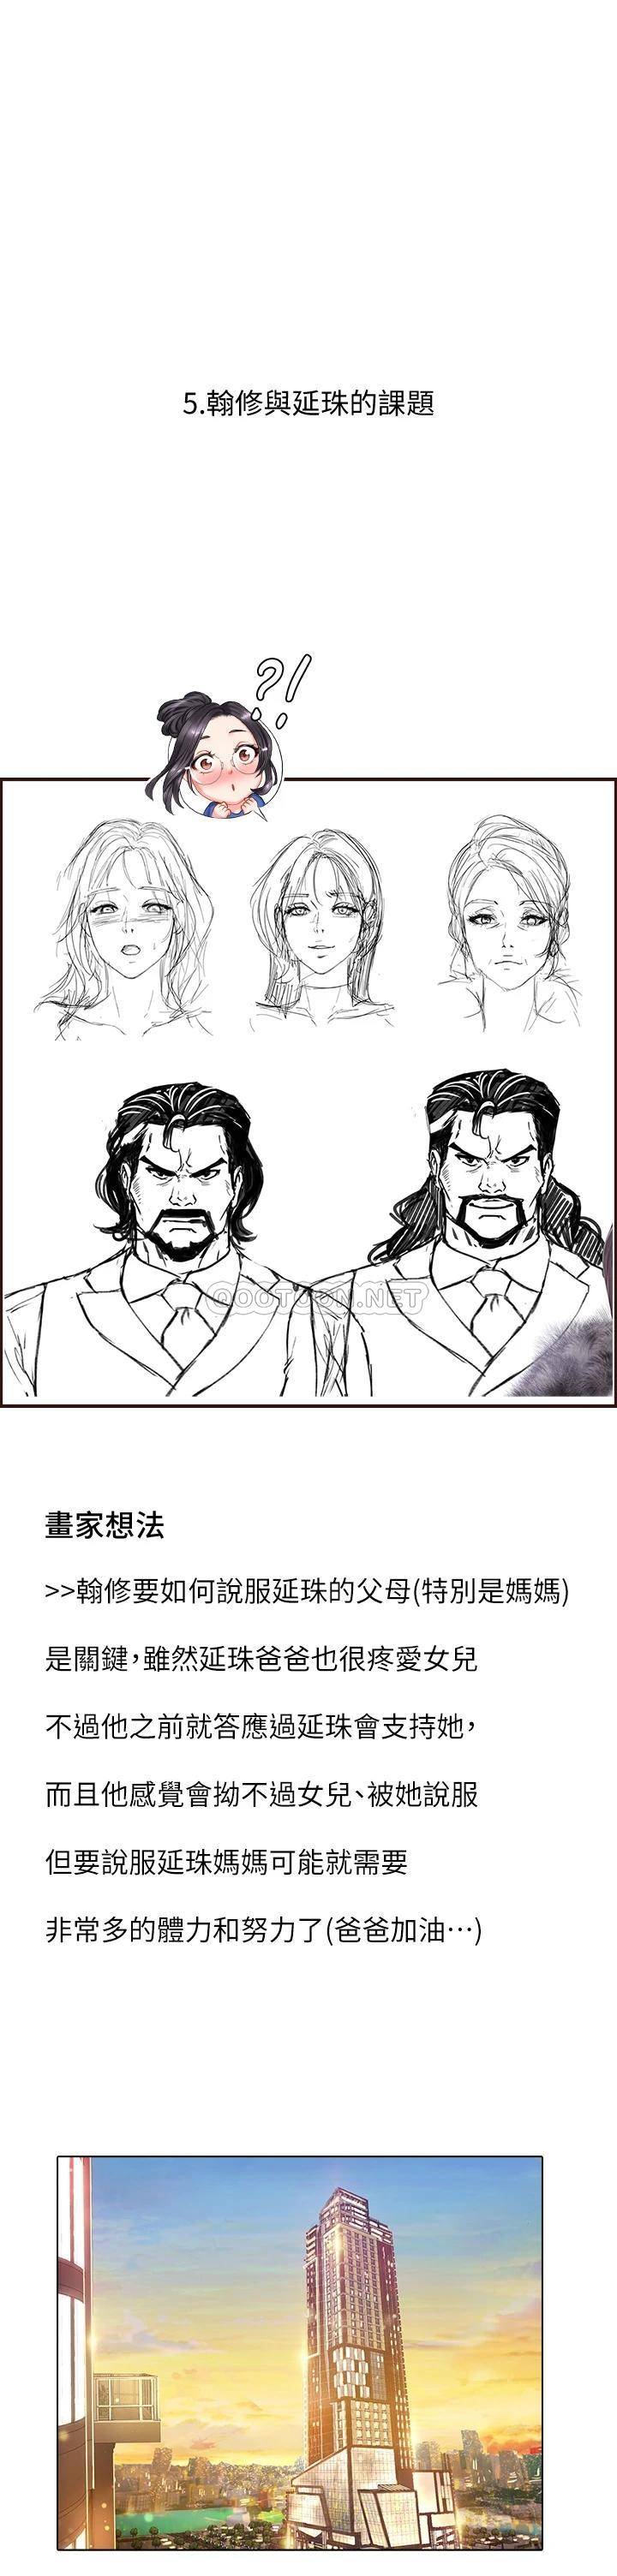 5.翰修與延珠的課題
?!
QOOTOON.NET
畫家想法
>>翰修要如何說服延珠的父母(特別是媽媽)
是關鍵,雖然延珠爸爸也很疼愛女兒
不過他之前就答應過延珠會支持她,
而且他感覺會拗不過女兒、被她說服
但要說服延珠媽媽可能就需要
非常多的體力和努力了(爸爸加油⋯)